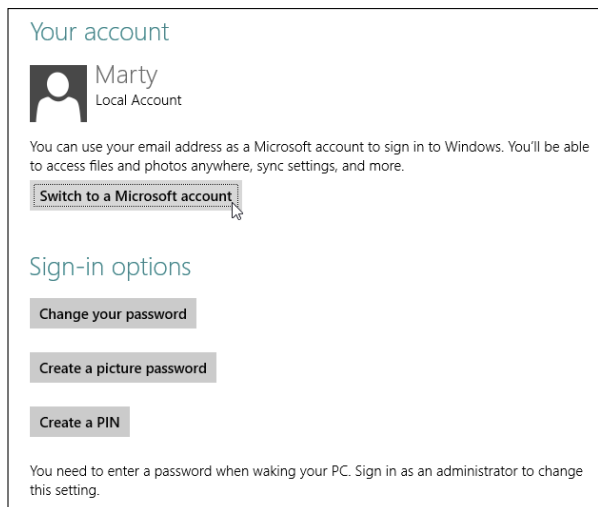 Your account
Marty
Local Account
You can use your email address as a Microsoft account to sign in to Windows. You'll be able
to access files and photos anywhere, sync settings, and more.
Switch to a Microsoft account
Sign-in options
Change your password
Create a picture password
Create a PIN
You need to enter a password when waking your PC. Sign in as an administrator to change
this setting.